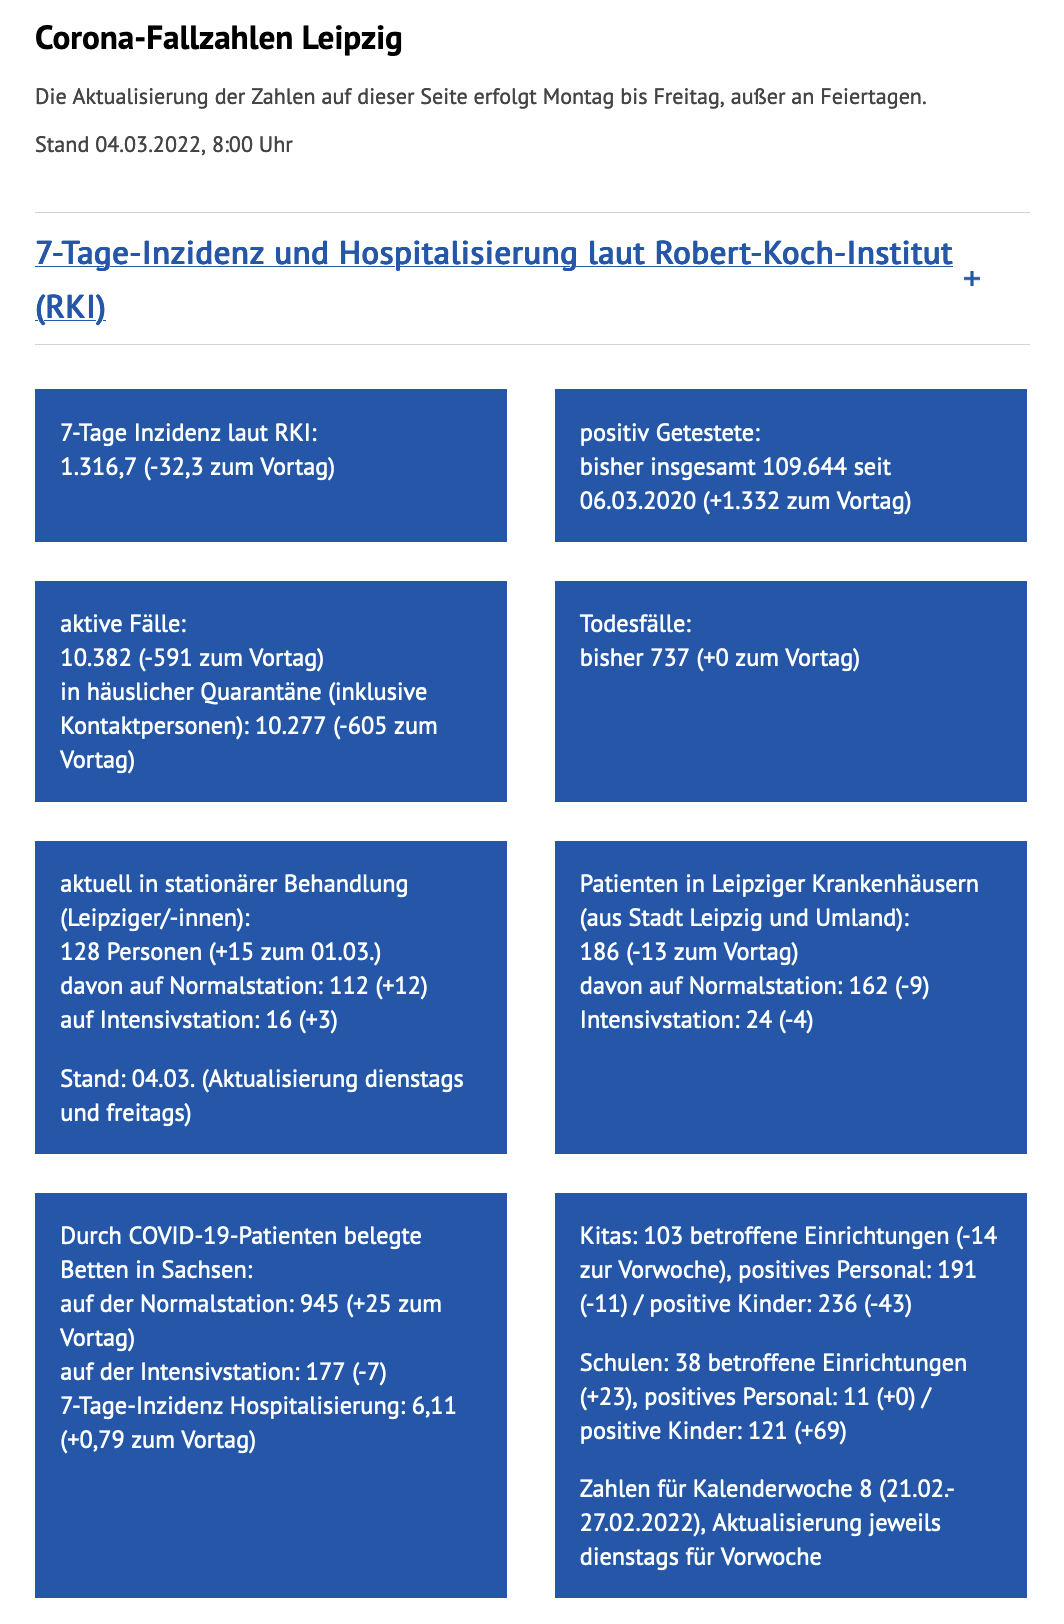 Corona-Fallzahlen Leipzig
Die Aktualisierung der Zahlen auf dieser Seite erfolgt Montag bis Freitag, außer an Feiertagen.
Stand 04.03.2022, 8:00 Uhr
7-Tage-Inzidenz und Hospitalisierung laut Robert-Koch-Institut
(RKI)
+
7-Tage Inzidenz laut RKI:
1.316,7 (-32,3 zum Vortag)
positiv Getestete:
bisher insgesamt 109.644 seit
06.03.2020 (+1.332 zum Vortag)
aktive Fälle:
10.382 (-591 zum Vortag)
in häuslicher Quarantäne (inklusive
Kontaktpersonen): 10.277 (-605 zum
Vortag)
Todesfälle:
bisher 737 (+0 zum Vortag)
aktuell in stationärer Behandlung
(Leipziger/-innen):
128 Personen (+15 zum 01.03.)
davon auf Normalstation: 112 (+12)
auf Intensivstation: 16 (+3)
Stand: 04.03. (Aktualisierung dienstags
und freitags)
Patienten in Leipziger Krankenhäusern
(aus Stadt Leipzig und Umland):
186 (-13 zum Vortag)
davon auf Normalstation: 162 (-9)
Intensivstation: 24 (-4)
Durch COVID-19-Patienten belegte
Betten in Sachsen:
auf der Normalstation: 945 (+25 zum
Vortag)
auf der Intensivstation: 177 (-7)
7-Tage-Inzidenz Hospitalisierung: 6,11
(+0,79 zum Vortag)
Kitas: 103 betroffene Einrichtungen (-14
zur Vorwoche), positives Personal: 191
(-11) / positive Kinder: 236 (-43)
Schulen: 38 betroffene Einrichtungen
(+23), positives Personal: 11 (+0) /
positive Kinder: 121 (+69)
Zahlen für Kalenderwoche 8 (21.02.-
27.02.2022), Aktualisierung jeweils
dienstags für Vorwoche